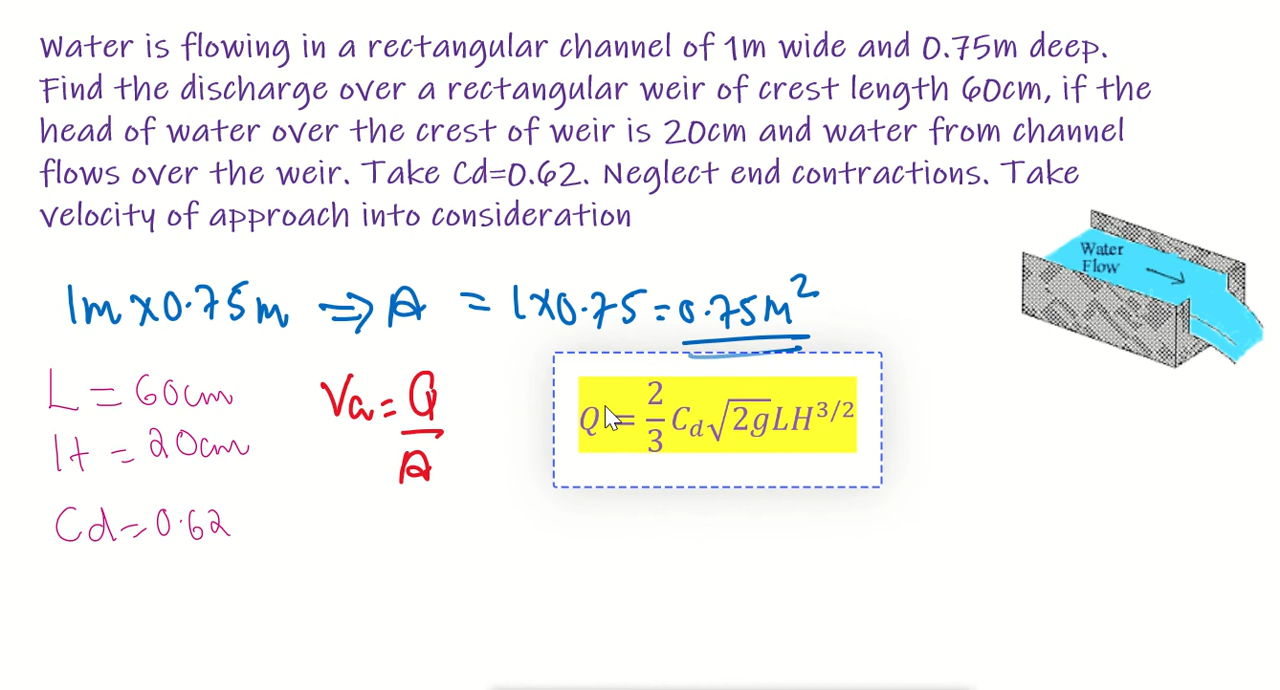 Water is flowing in a rectangular channel of 1m wide and 0.75m deep.
Find the discharge over a rectangular weir of crest length 60cm, if the
head of water over the crest of weir is 20cm and water from channel
flows over the weir. Take Cd=0.62. Neglect end contractions. Take
velocity of approach into consideration
Water
Flow
1m x 0.75m ⇒ A = 1x0.75 = 0.75m²
L = 60cm
H = 20cm
Cd = 0.62
Va = Q/A
Q = 2/3 C_d √2g LH^3/2